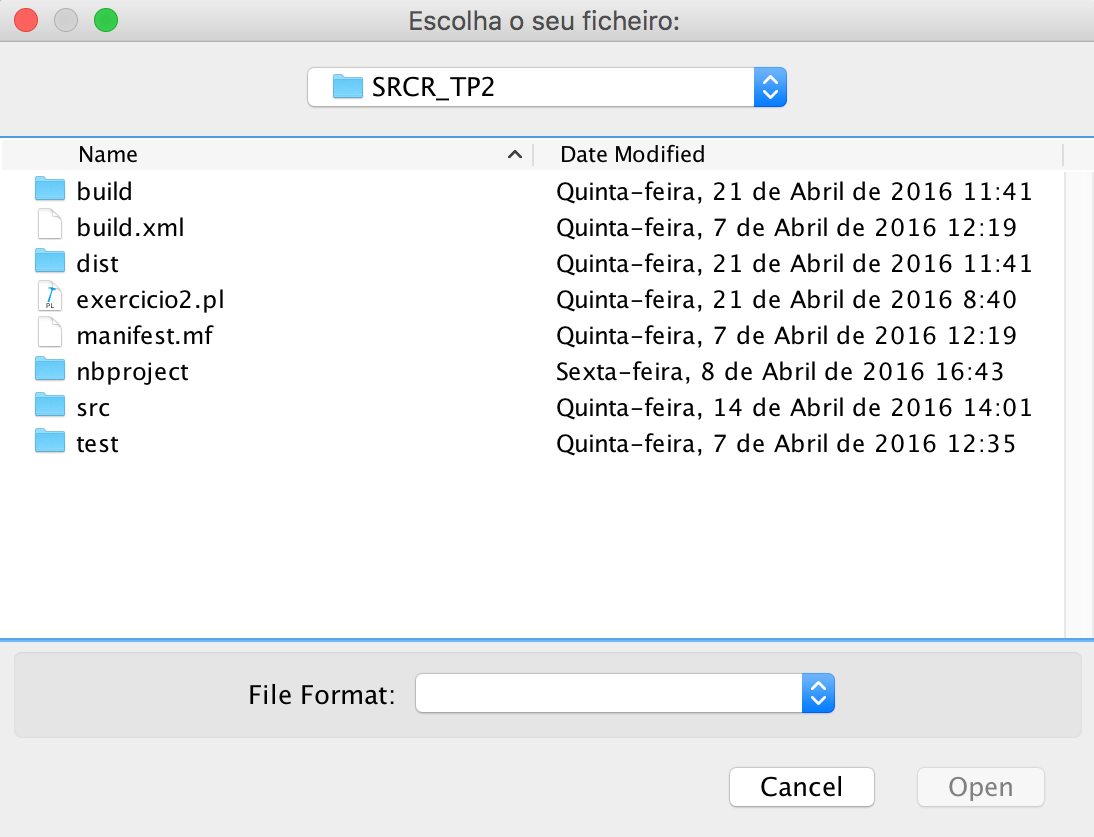 Escolha o seu ficheiro:
SRCR_TP2
Name Date Modified
build Quinta-feira, 21 de Abril de 2016 11:41
build.xml Quinta-feira, 7 de Abril de 2016 12:19
dist Quinta-feira, 21 de Abril de 2016 11:41
PL exercicio2.pl Quinta-feira, 21 de Abril de 2016 8:40
manifest.mf Quinta-feira, 7 de Abril de 2016 12:19
nbproject Sexta-feira, 8 de Abril de 2016 16:43
src Quinta-feira, 14 de Abril de 2016 14:01
test Quinta-feira, 7 de Abril de 2016 12:35
File Format:
Cancel Open